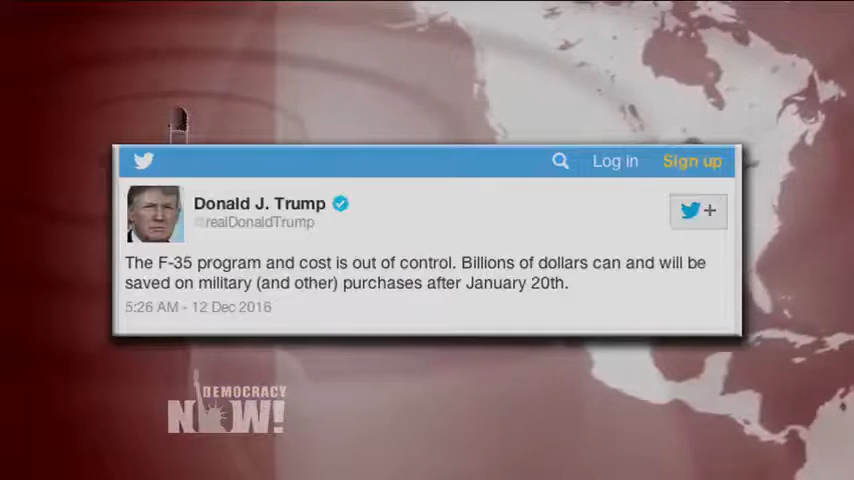 Log in Sign up
Donald J. Trump
@realDonaldTrump
The F-35 program and cost is out of control. Billions of dollars can and will be
saved on military (and other) purchases after January 20th.
5:26 AM - 12 Dec 2016
DEMOCRACY
NOW!